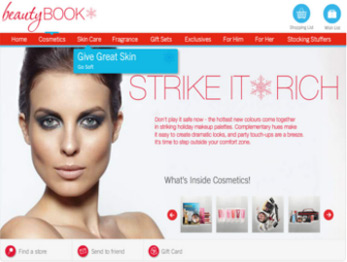 beautyBOOK
Shopping List
Wish List
Home Cosmetics Skin Care Fragrance Gift Sets Exclusives For Him For Her Stocking Stuffers
Give Great Skin
Go Soft
STRIKE IT RICH
Don't play it safe now - the hottest new colours come together
in striking holiday makeup palettes. Complementary hues make
it easy to create dramatic looks, and party touch-ups are a breeze.
It's time to step outside your comfort zone.
What's Inside Cosmetics!
Find a store
Send to friend
Gift Card